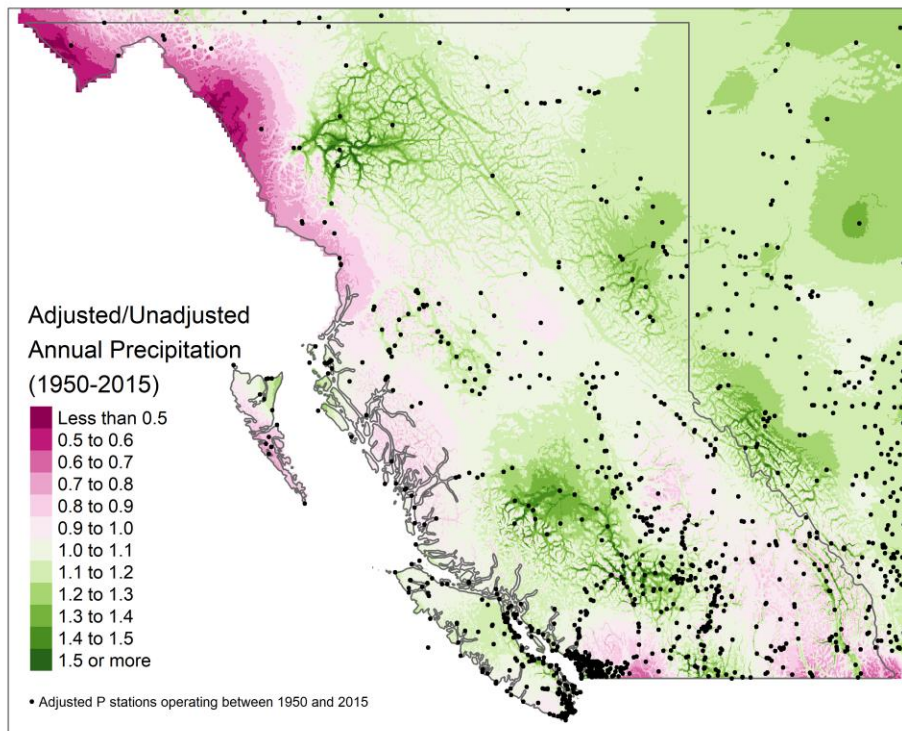 Adjusted/Unadjusted
Annual Precipitation
(1950-2015)
Less than 0.5
0.5 to 0.6
0.6 to 0.7
0.7 to 0.8
0.8 to 0.9
0.9 to 1.0
1.0 to 1.1
1.1 to 1.2
1.2 to 1.3
1.3 to 1.4
1.4 to 1.5
1.5 or more
• Adjusted P stations operating between 1950 and 2015